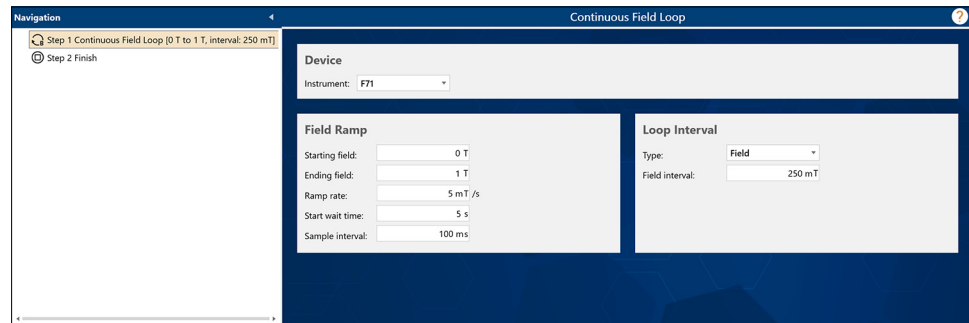 Navigation
Continuous Field Loop
?
Step 1 Continuous Field Loop [0 T to 1 T, interval: 250 mT]
Step 2 Finish
Device
Instrument: F71
Field Ramp
Starting field: 0 T
Ending field: 1 T
Ramp rate: 5 mT /s
Start wait time: 5 s
Sample interval: 100 ms
Loop Interval
Type: Field
Field interval: 250 mT